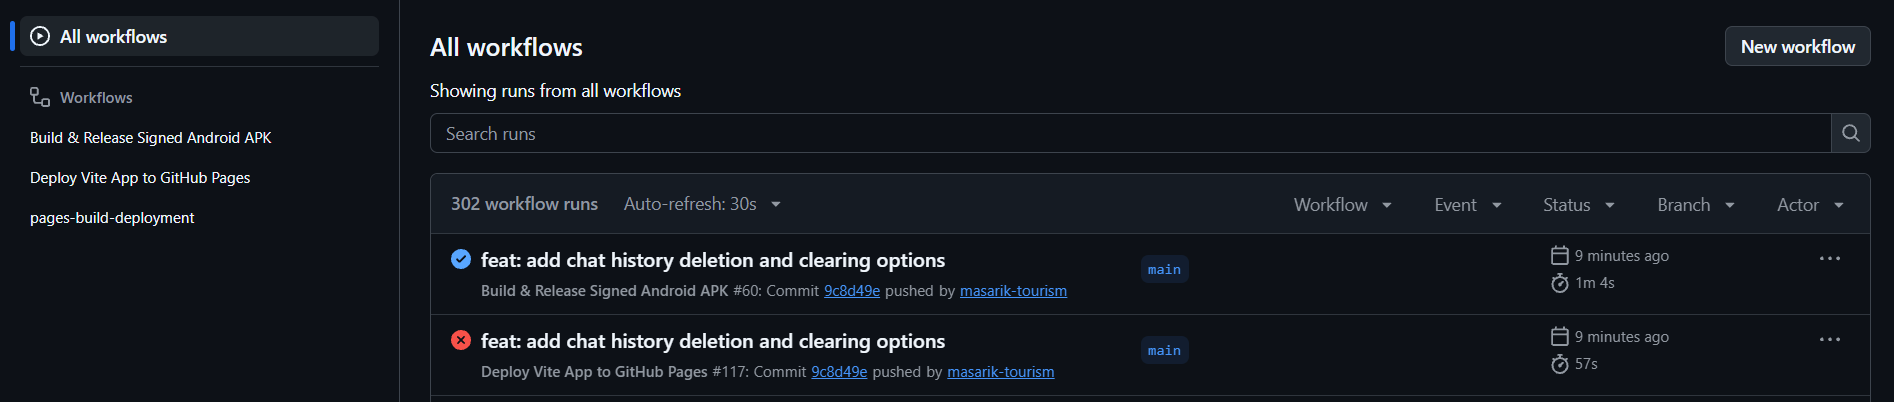 All workflows
Workflows
Build & Release Signed Android APK
Deploy Vite App to GitHub Pages
pages-build-deployment
All workflows
New workflow
Showing runs from all workflows
Search runs
302 workflow runs Auto-refresh: 30s Workflow Event Status Branch Actor
feat: add chat history deletion and clearing options main 9 minutes ago
Build & Release Signed Android APK #60: Commit 9c8d49e pushed by masarik-tourism 1m 4s
feat: add chat history deletion and clearing options main 9 minutes ago
Deploy Vite App to GitHub Pages #117: Commit 9c8d49e pushed by masarik-tourism 57s